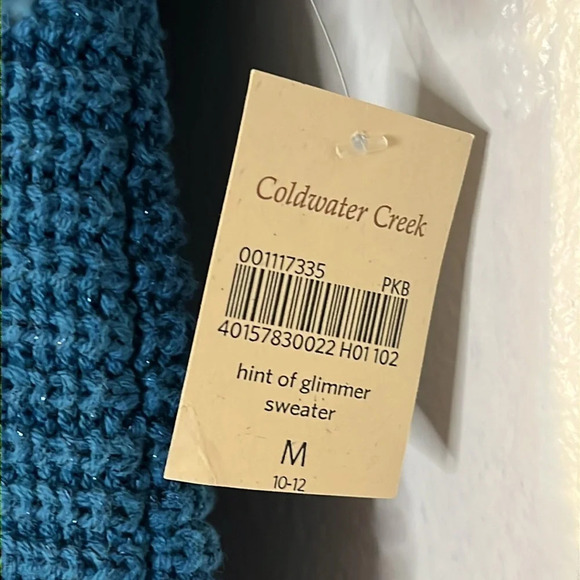 Coldwater Creek
001117335 PKB
40157830022 H01 102
hint of glimmer
sweater
M
10-12